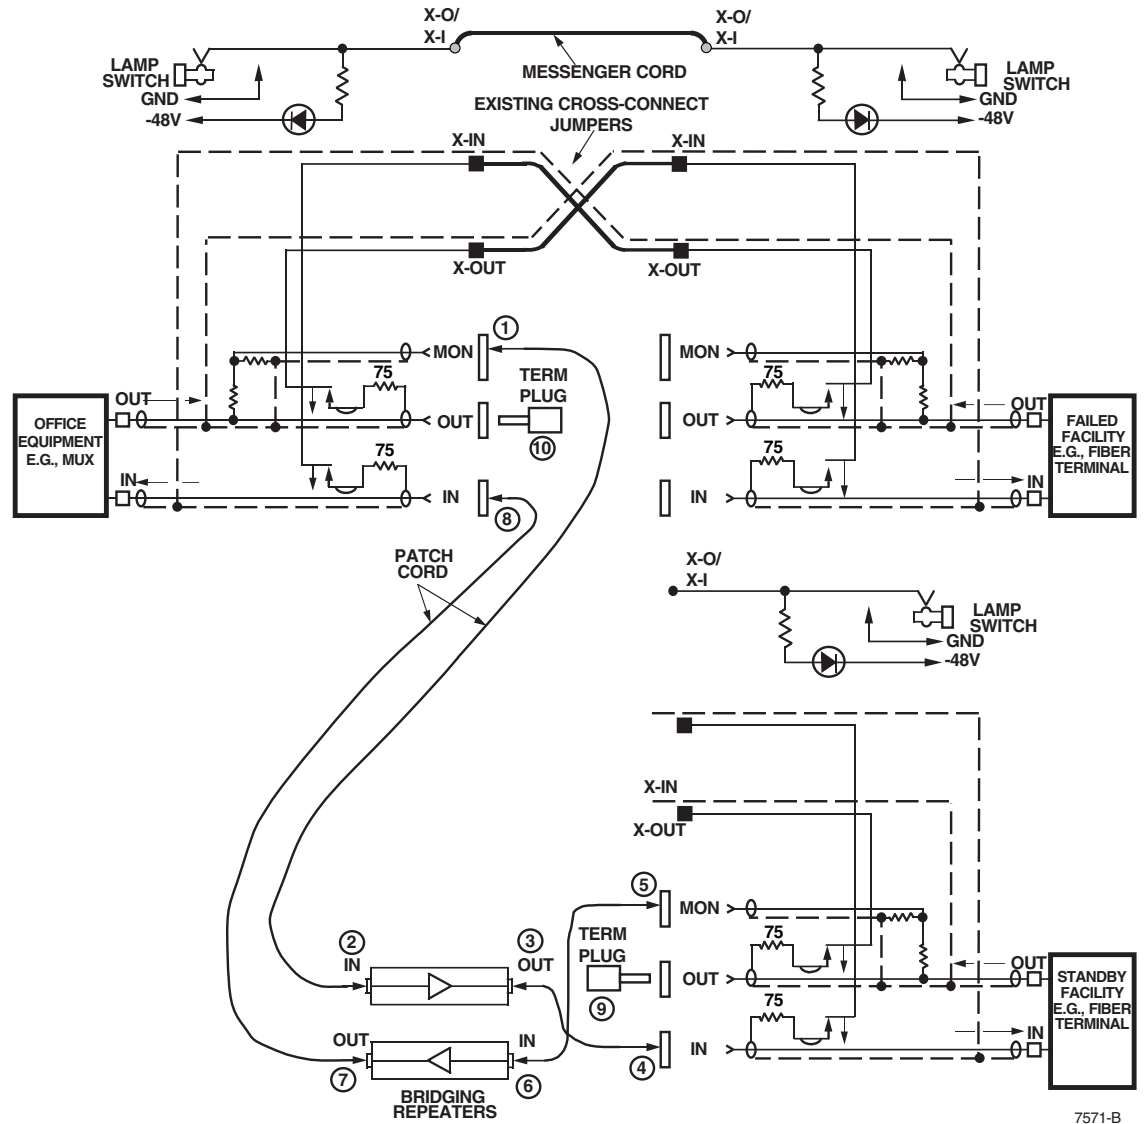 X-O/
X-I
X-O/
X-I
LAMP
SWITCH
GND
-48V
MESSENGER CORD
LAMP
SWITCH
GND
-48V
EXISTING CROSS-CONNECT
JUMPERS
X-IN
X-IN
X-OUT
X-OUT
1
MON
MON
75
TERM
PLUG
75
OUT
OUT
OUT
OUT
OFFICE
EQUIPMENT
E.G., MUX
10
FAILED
FACILITY
E.G., FIBER
TERMINAL
75
75
IN
IN
IN
IN
8
PATCH
CORD
X-O/
X-I
LAMP
SWITCH
GND
-48V
X-IN
X-OUT
5
MON
TERM
PLUG
75
2
IN
3
OUT
OUT
OUT
9
STANDBY
FACILITY
E.G., FIBER
TERMINAL
75
OUT
IN
IN
IN
7
6
4
BRIDGING
REPEATERS
7571-B